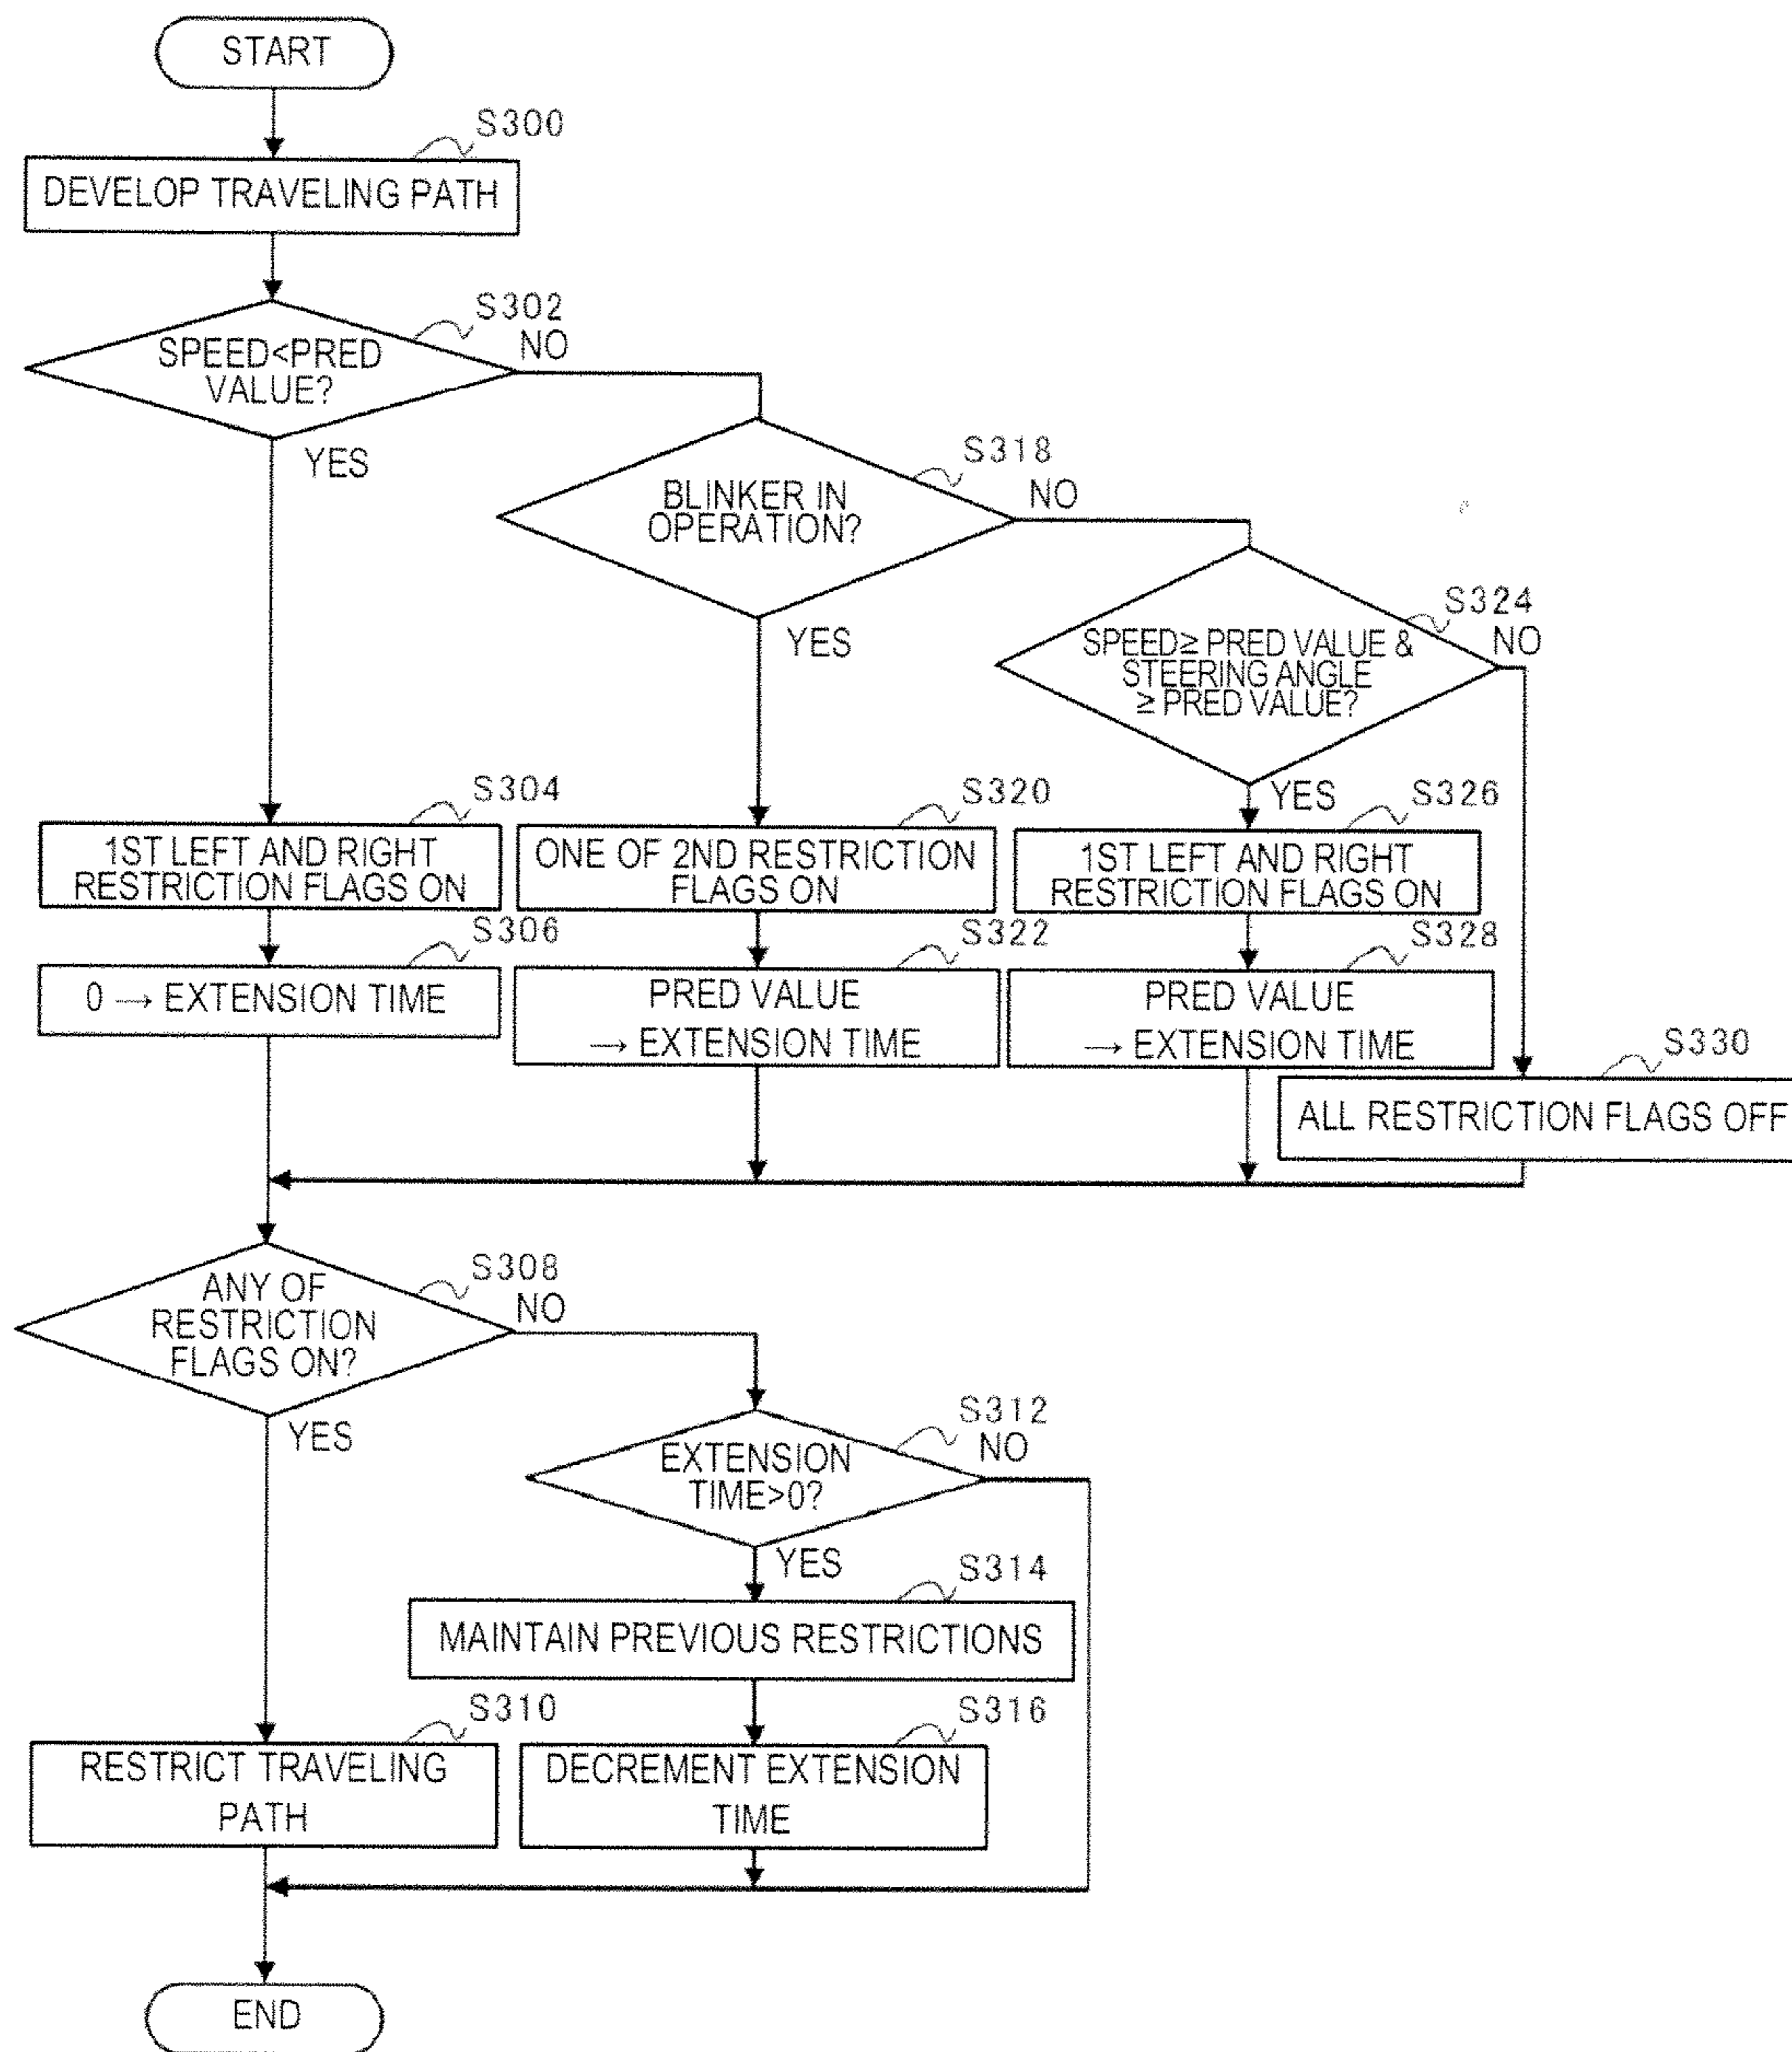 START
S300
DEVELOP TRAVELING PATH
S302
SPEED<PRED
VALUE?
NO
YES
S318
BLINKER IN
OPERATION?
NO
YES
S324
SPEED≥ PRED VALUE &
STEERING ANGLE
≥ PRED VALUE?
NO
YES
S304
1ST LEFT AND RIGHT
RESTRICTION FLAGS ON
S320
ONE OF 2ND RESTRICTION
FLAGS ON
S326
1ST LEFT AND RIGHT
RESTRICTION FLAGS ON
S306
0 → EXTENSION TIME
S322
PRED VALUE
→ EXTENSION TIME
S328
PRED VALUE
→ EXTENSION TIME
S330
ALL RESTRICTION FLAGS OFF
S308
ANY OF
RESTRICTION
FLAGS ON?
NO
YES
S312
EXTENSION
TIME>0?
NO
YES
S314
MAINTAIN PREVIOUS RESTRICTIONS
S310
RESTRICT TRAVELING
PATH
S316
DECREMENT EXTENSION
TIME
END